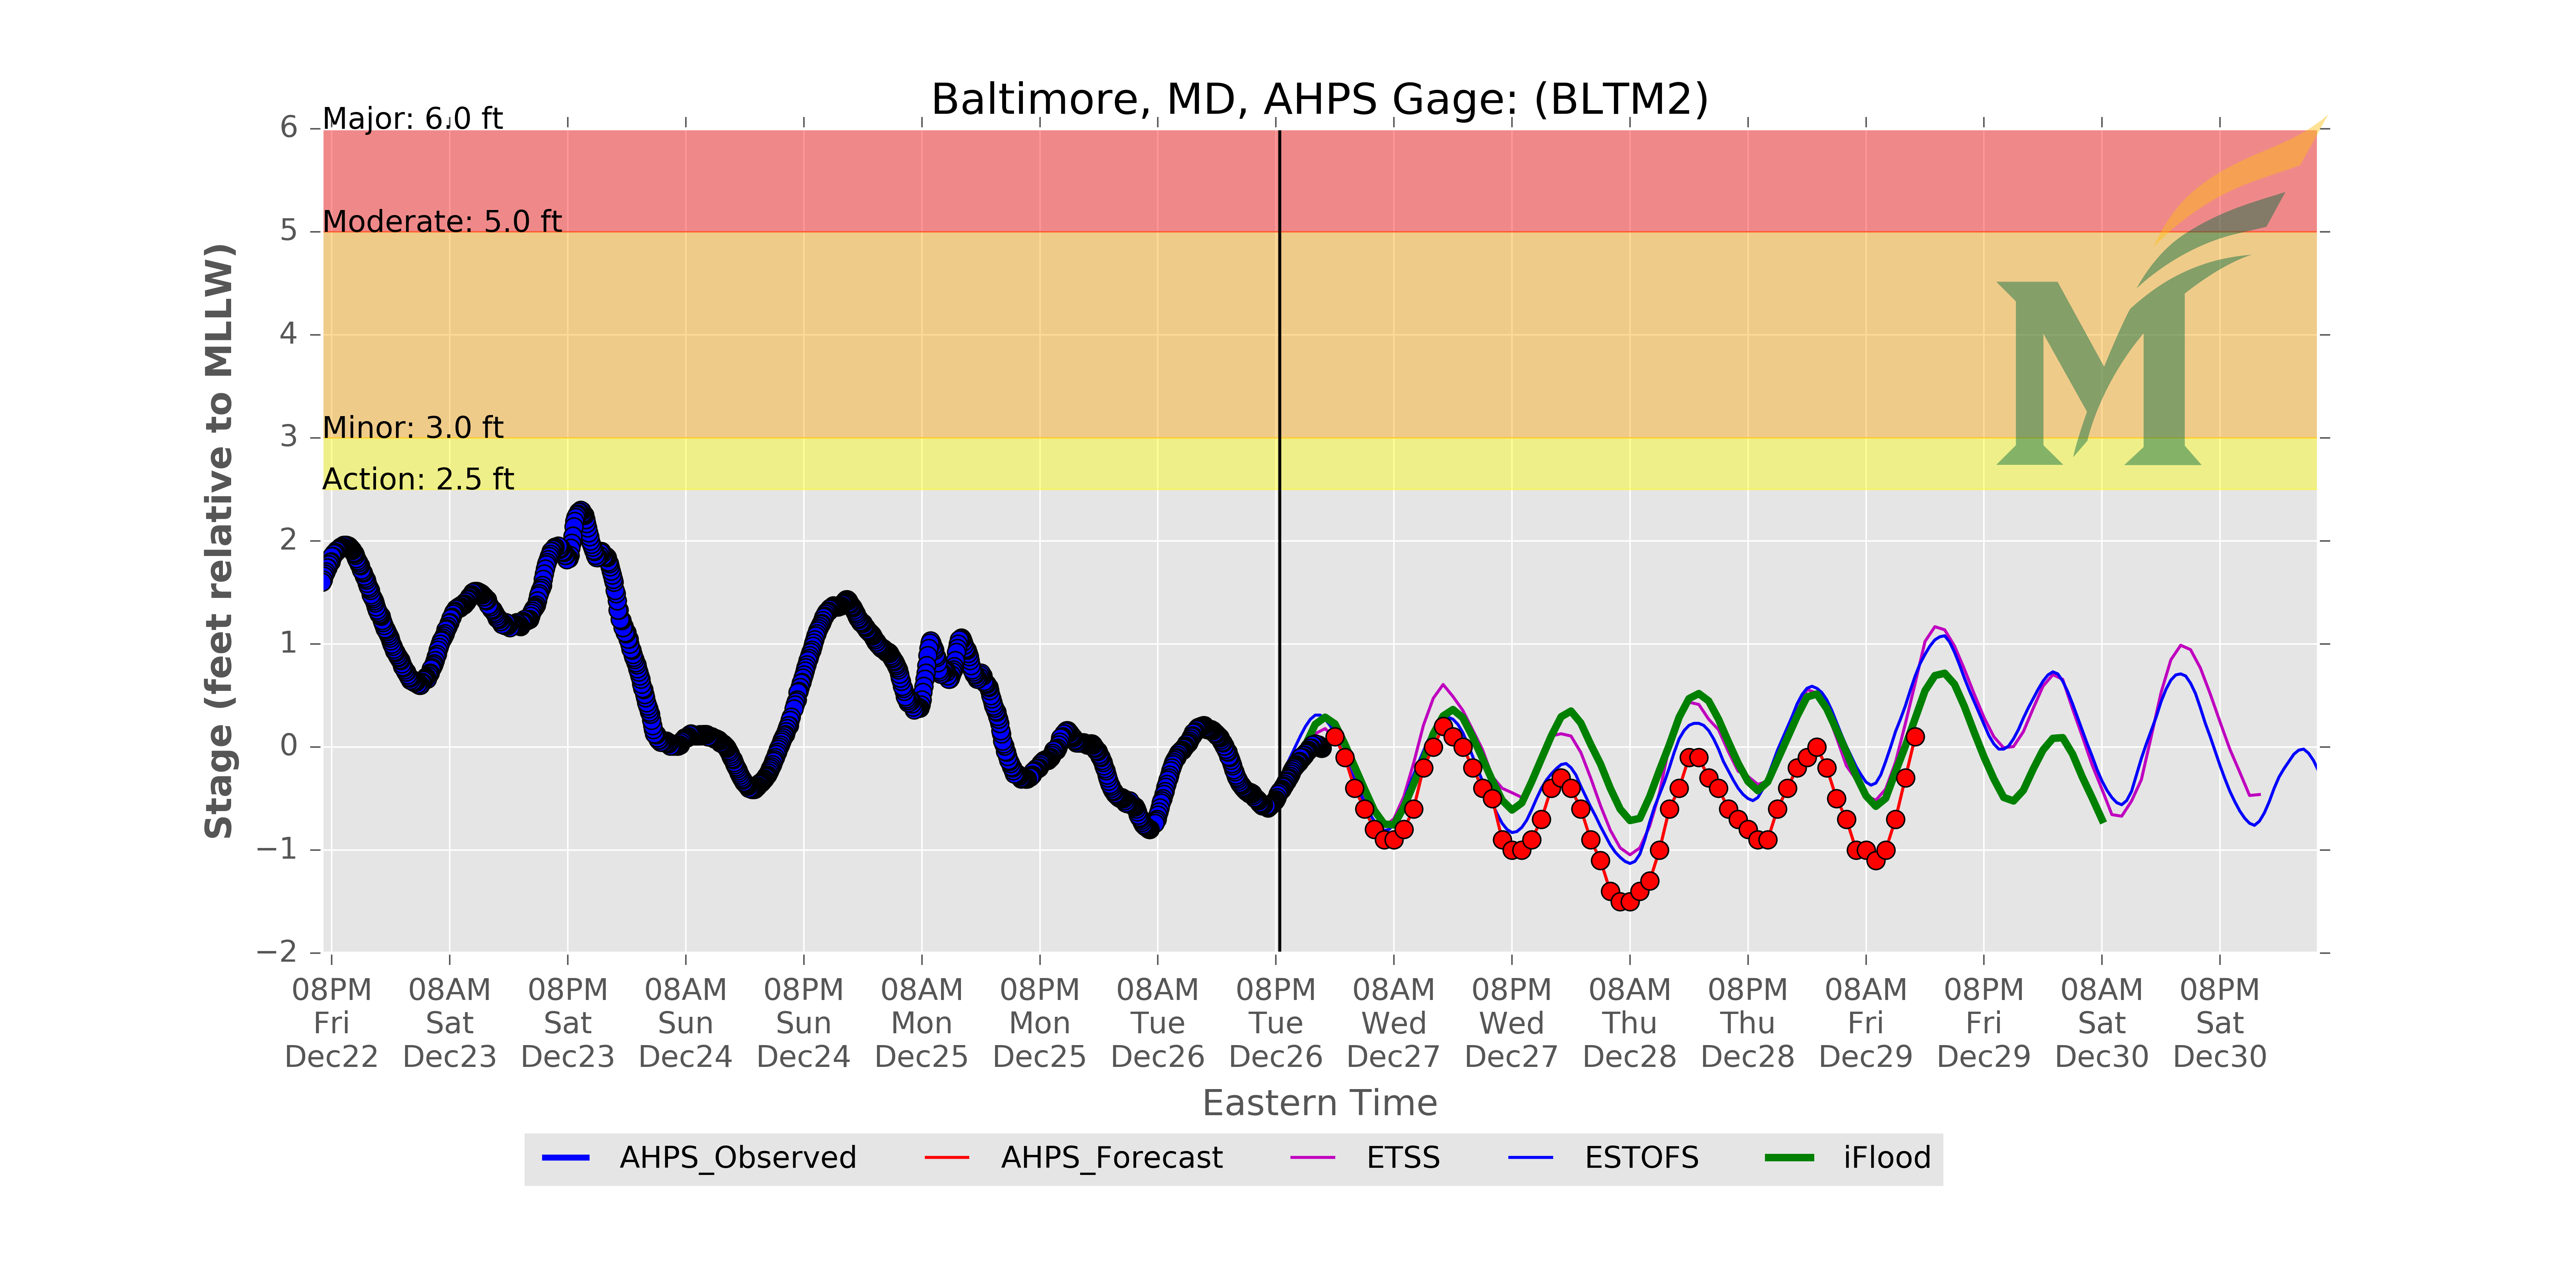 Baltimore, MD, AHPS Gage: (BLTM2)
Major: 6.0 ft
Moderate: 5.0 ft
Minor: 3.0 ft
Action: 2.5 ft
Stage (feet relative to MLLW)
6
5
4
3
2
1
0
−1
−2
08PM 08AM 08PM 08AM 08PM 08AM 08PM 08AM 08PM 08AM 08PM 08AM 08PM 08AM 08PM 08AM 08PM
Fri Sat Sat Sun Sun Mon Mon Tue Tue Wed Wed Thu Thu Fri Fri Sat Sat
Dec22 Dec23 Dec23 Dec24 Dec24 Dec25 Dec25 Dec26 Dec26 Dec27 Dec27 Dec28 Dec28 Dec29 Dec29 Dec30 Dec30
Eastern Time
AHPS_Observed AHPS_Forecast ETSS ESTOFS iFlood
M